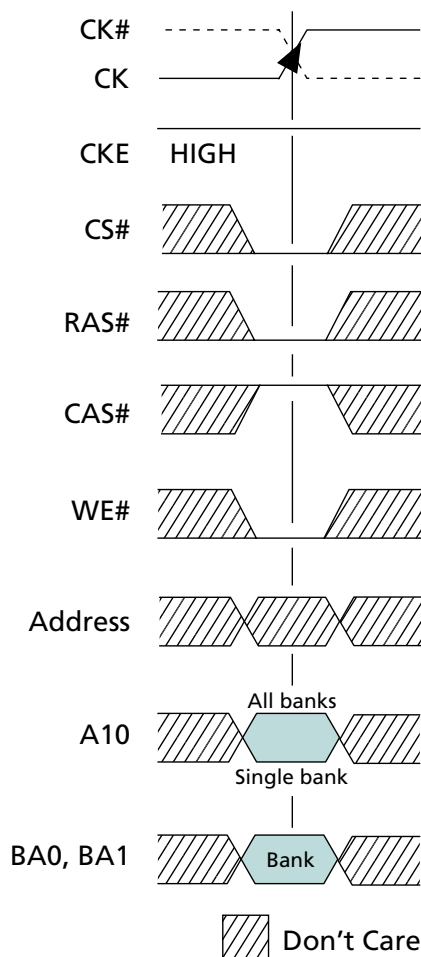 CK#
CK
CKE HIGH
CS#
RAS#
CAS#
WE#
Address
All banks
A10
Single bank
BA0, BA1 Bank
Don't Care